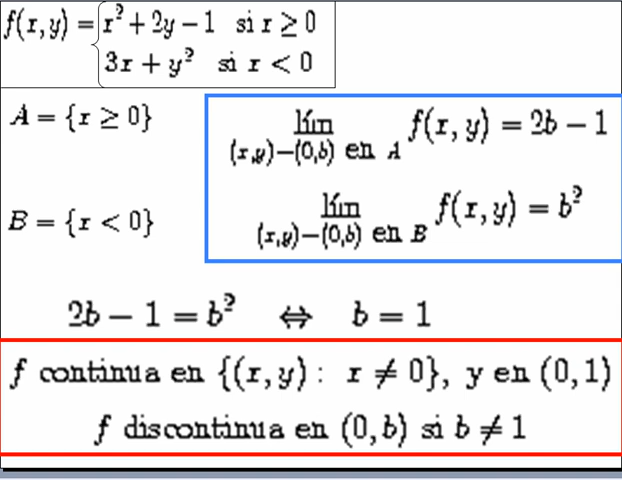 f(x, y) = { x² + 2y − 1 si x ≥ 0
3x + y² si x < 0
A = {x ≥ 0}
lím (x,y)→(0,b) en A f(x, y) = 2b − 1
B = {x < 0}
lím (x,y)→(0,b) en B f(x, y) = b²
2b − 1 = b² ⇔ b = 1
f continua en {(x, y) : x ≠ 0}, y en (0, 1)
f discontinua en (0, b) si b ≠ 1